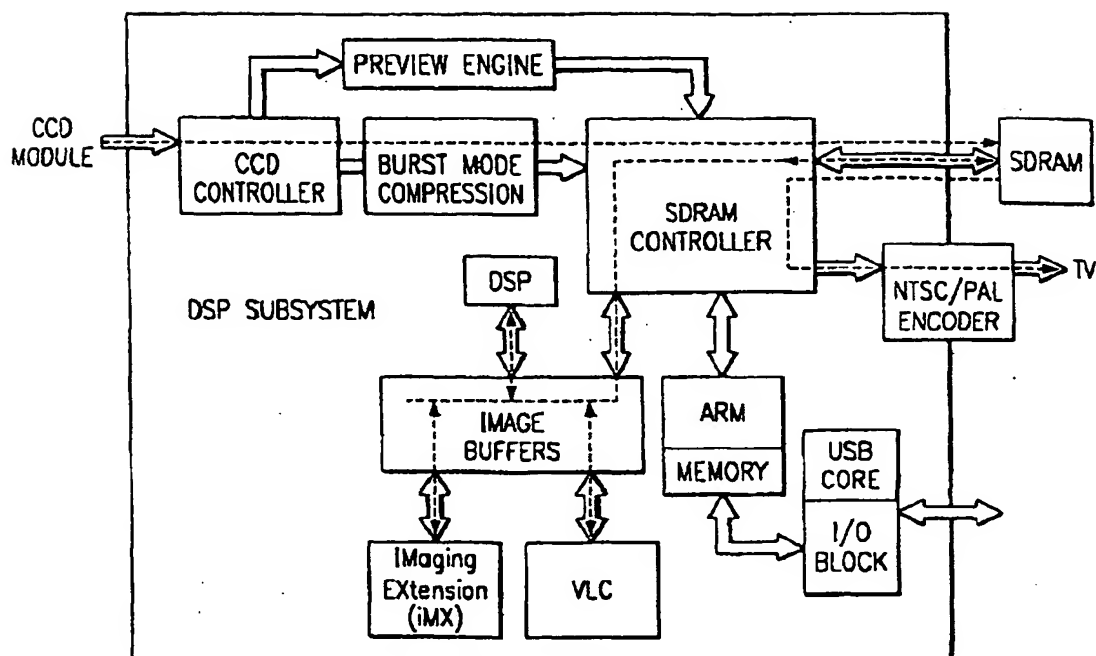 PREVIEW ENGINE
CCD
MODULE
CCD
CONTROLLER
BURST MODE
COMPRESSION
SDRAM
CONTROLLER
SDRAM
DSP
DSP SUBSYSTEM
NTSC/PAL
ENCODER
TV
IMAGE
BUFFERS
ARM
MEMORY
USB
CORE
I/O
BLOCK
IMaging
EXtension
(iMX)
VLC